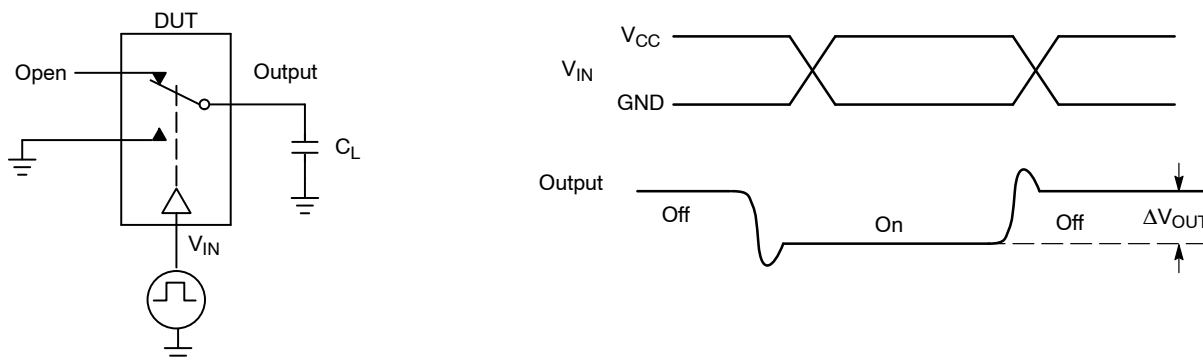 DUT
Open
Output
C_L
V_IN
V_CC
V_IN
GND
Output
Off
On
Off
ΔV_OUT